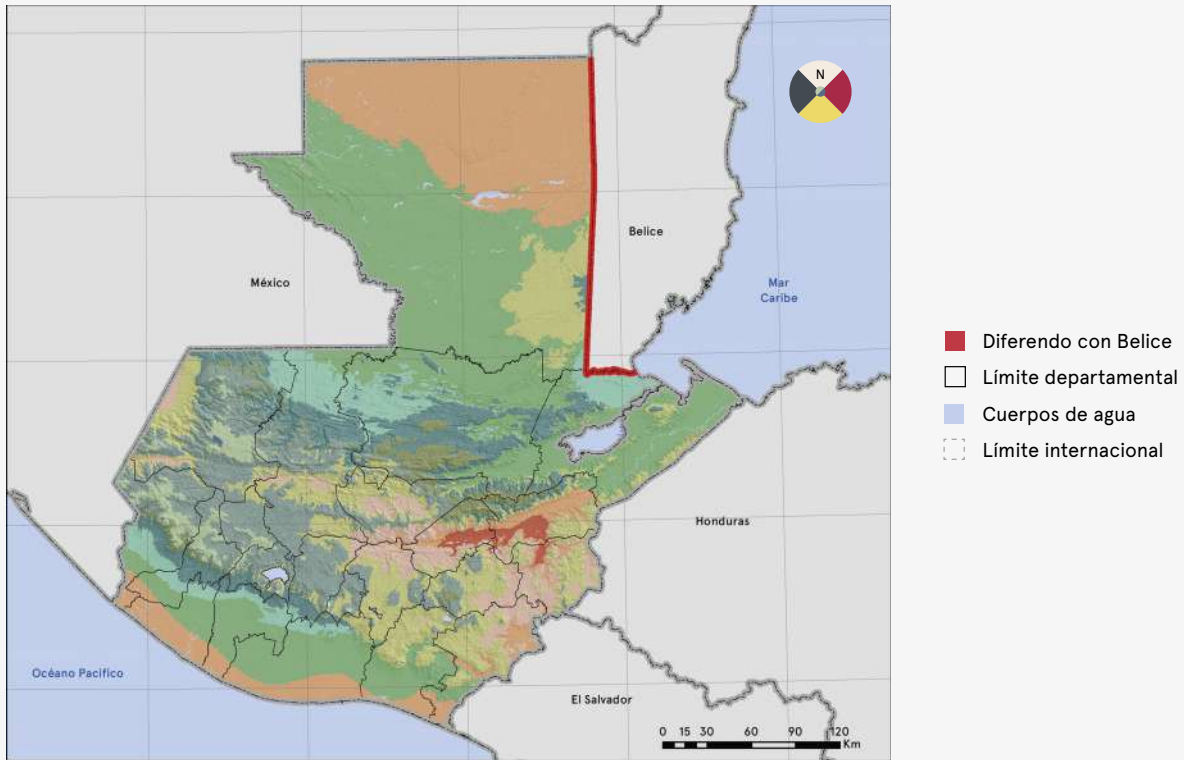 N
Belice
México
Mar
Caribe
Diferendo con Belice
Límite departamental
Cuerpos de agua
Límite internacional
Honduras
Océano Pacifico
El Salvador
0 15 30 60 90 120
Km